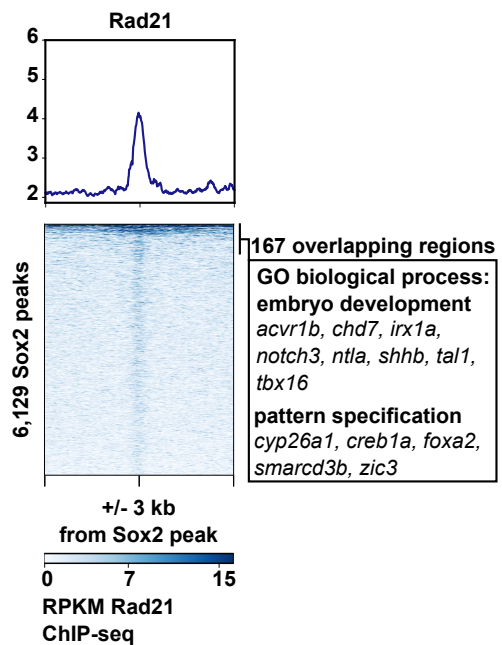 Rad21
6
5
4
3
2
6,129 Sox2 peaks
167 overlapping regions
GO biological process:
embryo development
acvr1b, chd7, irx1a,
notch3, ntla, shhb, tal1,
tbx16
pattern specification
cyp26a1, creb1a, foxa2,
smarcd3b, zic3
+/- 3 kb
from Sox2 peak
0 7 15
RPKM Rad21
ChIP-seq